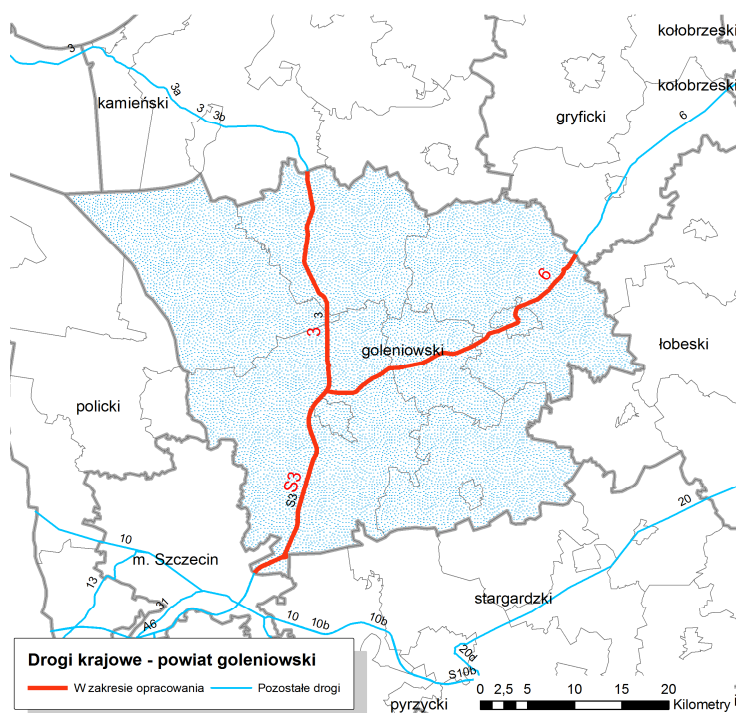 kołobrzeski
3
3a
kołobrzeski
kamieński
3
3b
gryficki
6
6
3
3
goleniowski
łobeski
policki
S3
S3
20
10
m. Szczecin
13
31
stargardzki
A6
10
10b
10b
20d
S10b
Drogi krajowe - powiat goleniowski
W zakresie opracowania
Pozostałe drogi
pyrzycki
0 2,5 5 10 15 20
Kilometry